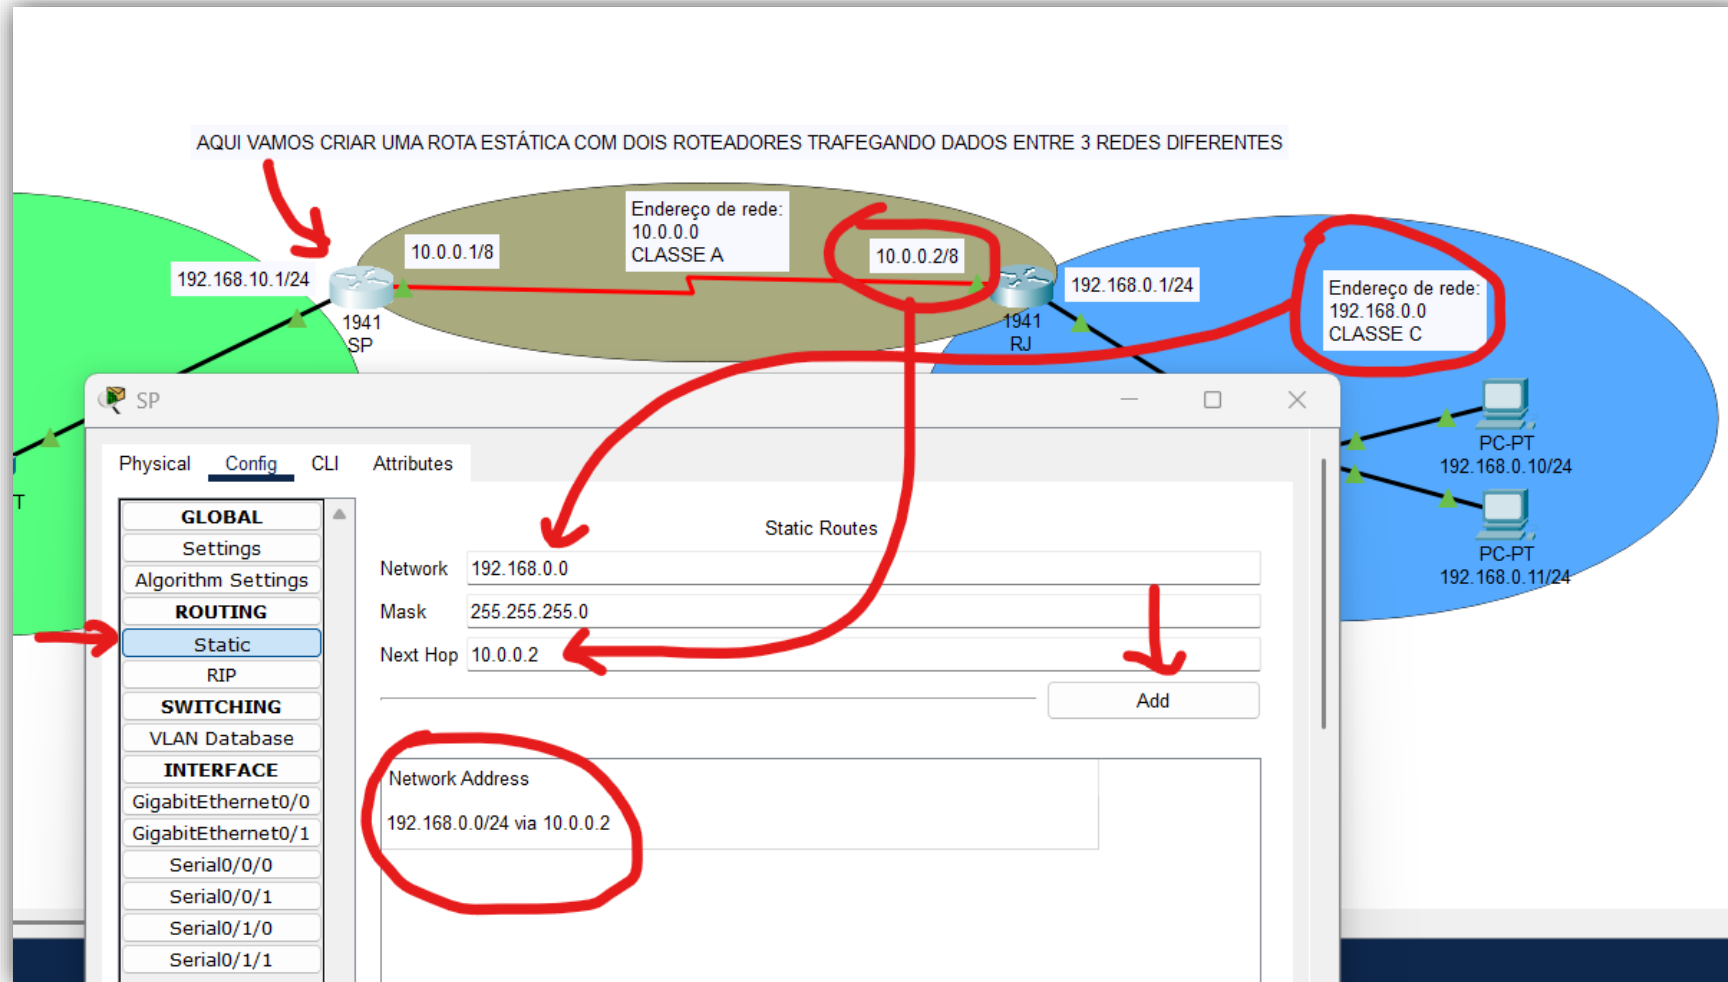 AQUI VAMOS CRIAR UMA ROTA ESTÁTICA COM DOIS ROTEADORES TRAFEGANDO DADOS ENTRE 3 REDES DIFERENTES
192.168.10.1/24
1941
SP
10.0.0.1/8
Endereço de rede:
10.0.0.0
CLASSE A
10.0.0.2/8
1941
RJ
192.168.0.1/24
Endereço de rede:
192.168.0.0
CLASSE C
PC-PT
192.168.0.10/24
PC-PT
192.168.0.11/24
T
SP
Physical Config CLI Attributes
GLOBAL
Settings
Algorithm Settings
ROUTING
Static
RIP
SWITCHING
VLAN Database
INTERFACE
GigabitEthernet0/0
GigabitEthernet0/1
Serial0/0/0
Serial0/0/1
Serial0/1/0
Serial0/1/1
Static Routes
Network 192.168.0.0
Mask 255.255.255.0
Next Hop 10.0.0.2
Add
Network Address
192.168.0.0/24 via 10.0.0.2